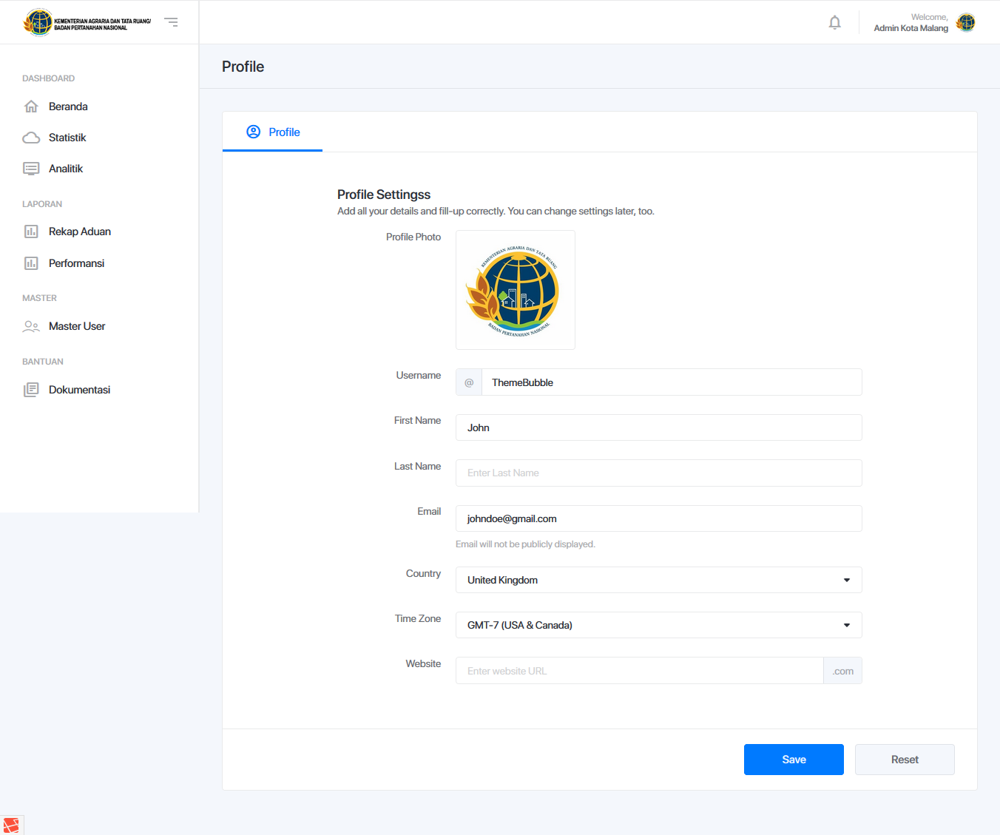 KEMENTERIAN AGRARIA DAN TATA RUANG/
BADAN PERTANAHAN NASIONAL
Welcome,
Admin Kota Malang
DASHBOARD
Beranda
Statistik
Analitik
LAPORAN
Rekap Aduan
Performansi
MASTER
Master User
BANTUAN
Dokumentasi
Profile
Profile
Profile Settingss
Add all your details and fill-up correctly. You can change settings later, too.
Profile Photo
KEMENTERIAN AGRARIA DAN TATA RUANG
BADAN PERTANAHAN NASIONAL
Username
@ ThemeBubble
First Name
John
Last Name
Enter Last Name
Email
johndoe@gmail.com
Email will not be publicly displayed.
Country
United Kingdom
Time Zone
GMT-7 (USA & Canada)
Website
Enter website URL .com
Save Reset